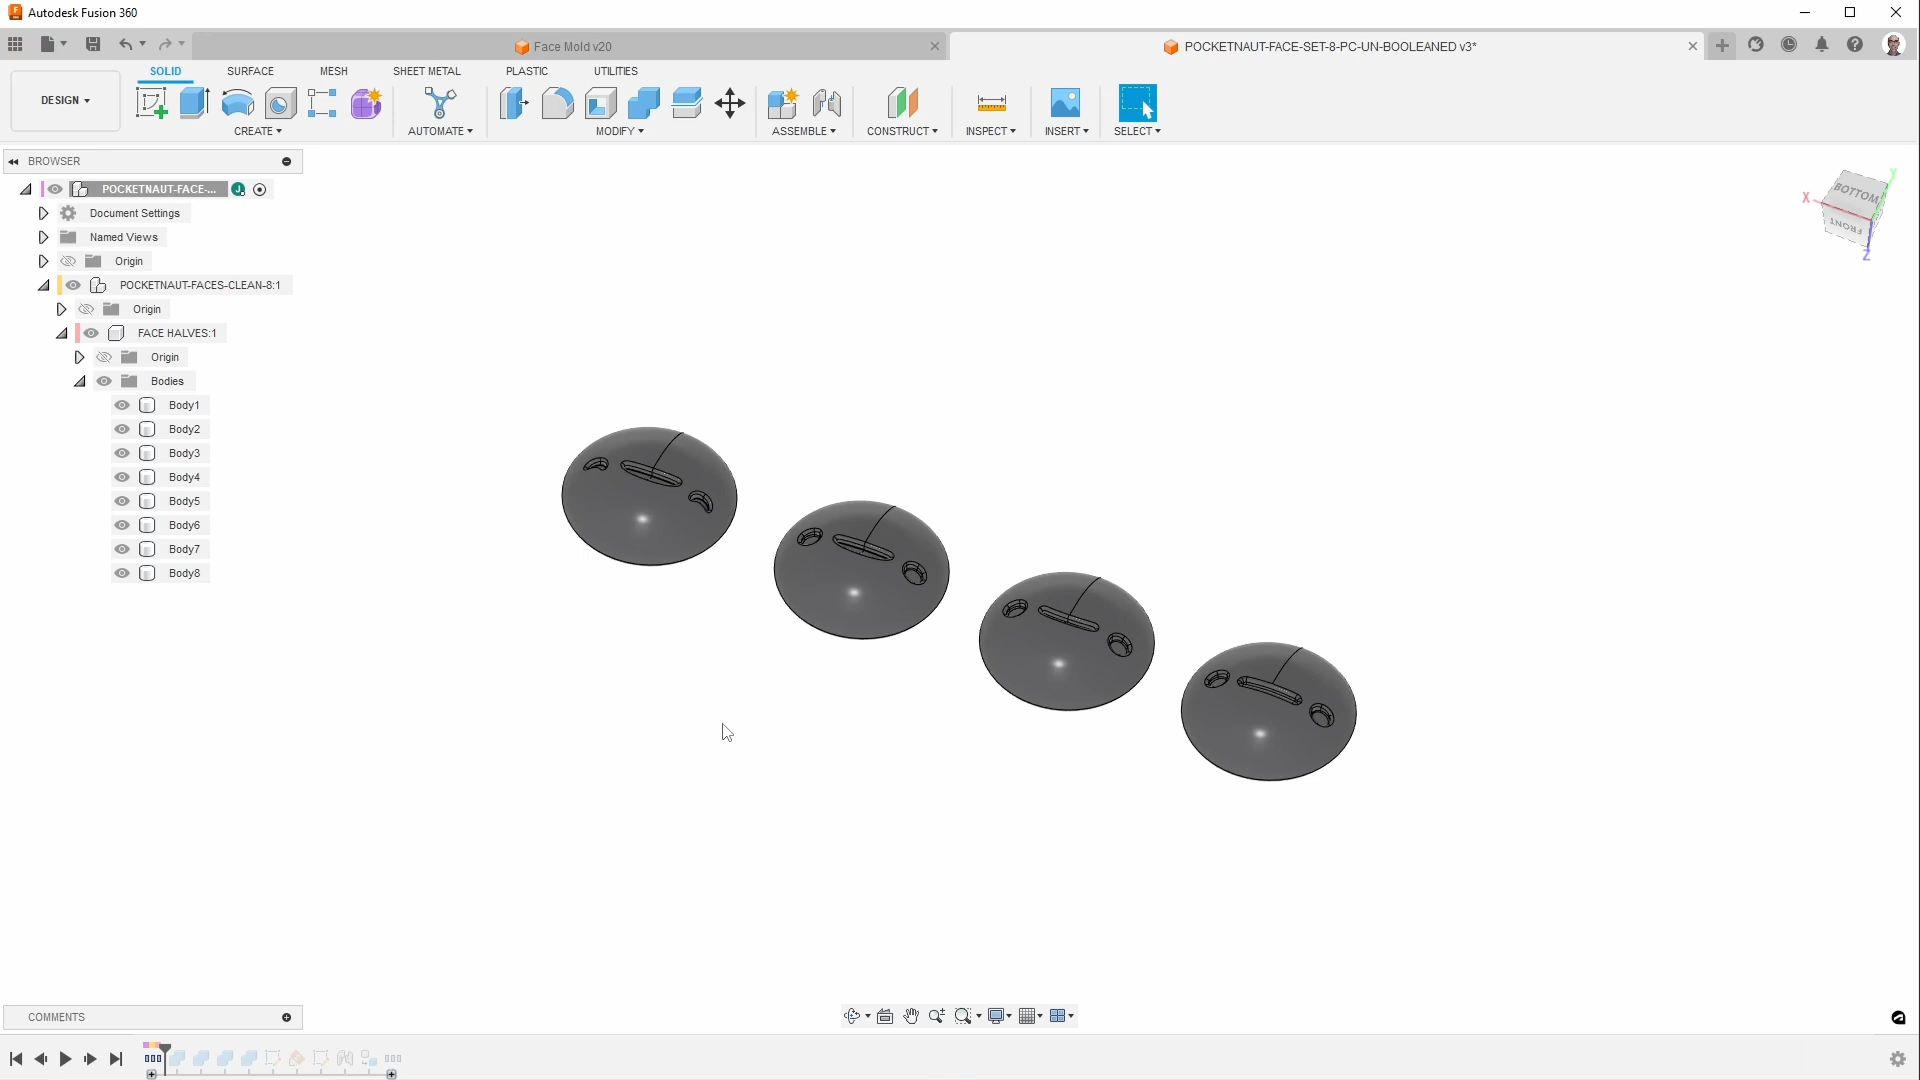 Autodesk Fusion 360
Face Mold v20
POCKETNAUT-FACE-SET-8-PC-UN-BOOLEANED v3*
SOLID SURFACE MESH SHEET METAL PLASTIC UTILITIES
DESIGN
CREATE AUTOMATE MODIFY ASSEMBLE CONSTRUCT INSPECT INSERT SELECT
BROWSER
POCKETNAUT-FACE-...
Document Settings
Named Views
Origin
POCKETNAUT-FACES-CLEAN-8:1
Origin
FACE HALVES:1
Origin
Bodies
Body1
Body2
Body3
Body4
Body5
Body6
Body7
Body8
Y
X
BOTTOM
FRONT
Z
COMMENTS